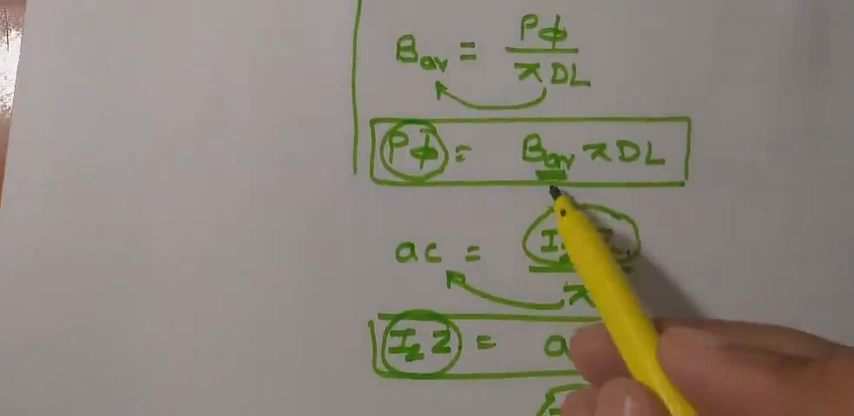 Bav = Pφ / πDL
Pφ = Bav πDL
ac = I / π
IzZ = a